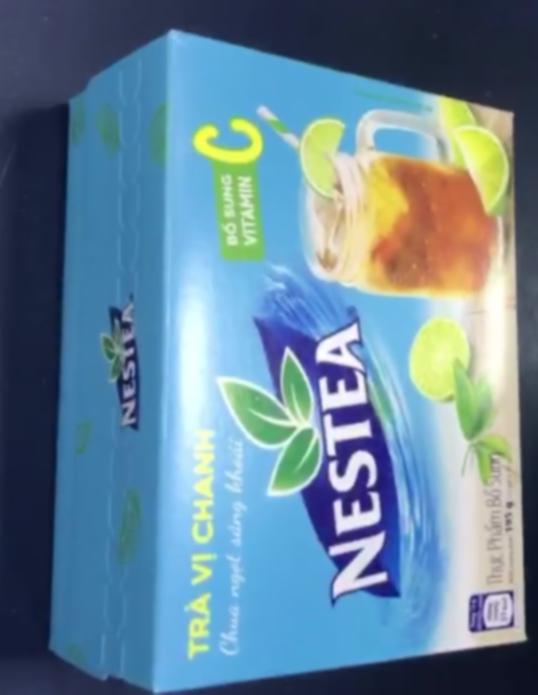 TRÀ VỊ CHANH
Chua ngọt sảng khoái
NESTEA
BỔ SUNG
VITAMIN
C
Thực Phẩm Bổ Sung
195 g
NESTEA